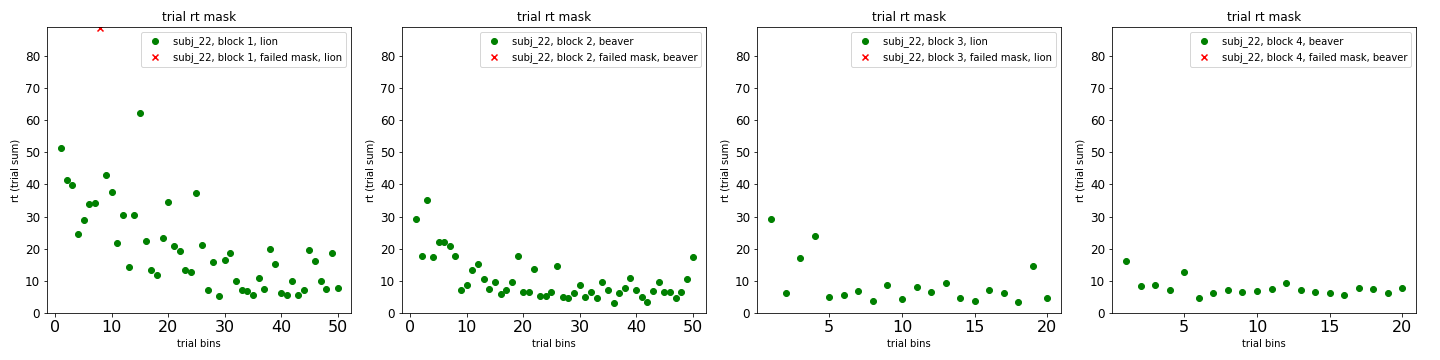 trial rt mask
subj_22, block 1, lion
subj_22, block 1, failed mask, lion
rt (trial sum)
80
70
60
50
40
30
20
10
0
0 10 20 30 40 50
trial bins
trial rt mask
subj_22, block 2, beaver
subj_22, block 2, failed mask, beaver
rt (trial sum)
80
70
60
50
40
30
20
10
0
0 10 20 30 40 50
trial bins
trial rt mask
subj_22, block 3, lion
subj_22, block 3, failed mask, lion
rt (trial sum)
80
70
60
50
40
30
20
10
0
5 10 15 20
trial bins
trial rt mask
subj_22, block 4, beaver
subj_22, block 4, failed mask, beaver
rt (trial sum)
80
70
60
50
40
30
20
10
0
5 10 15 20
trial bins